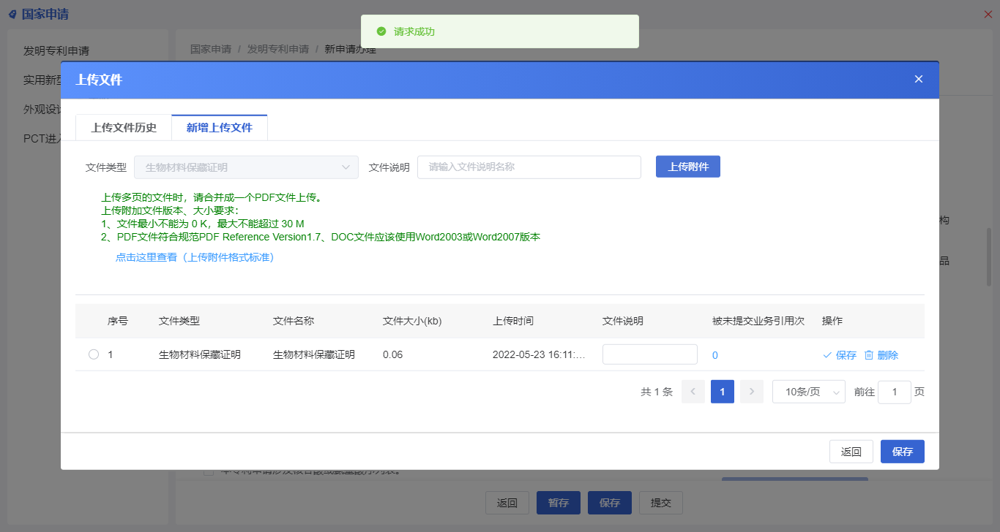 国家申请
请求成功
发明专利申请
国家申请 / 发明专利申请 / 新申请办理
实用新型
外观设计
PCT进入
上传文件
上传文件历史
新增上传文件
文件类型
生物材料保藏证明
文件说明
请输入文件说明名称
上传附件
上传多页的文件时，请合并成一个PDF文件上传。
上传附加文件版本、大小要求：
1、文件最小不能为 0 K，最大不能超过 30 M
2、PDF文件符合规范PDF Reference Version1.7、DOC文件应该使用Word2003或Word2007版本
点击这里查看（上传附件格式标准）
构
品
序号 文件类型 文件名称 文件大小(kb) 上传时间 文件说明 被未提交业务引用次 操作
1 生物材料保藏证明 生物材料保藏证明 0.06 2022-05-23 16:11:... 0 保存 删除
共 1 条 1 10条/页 前往 1 页
返回 保存
返回 暂存 保存 提交